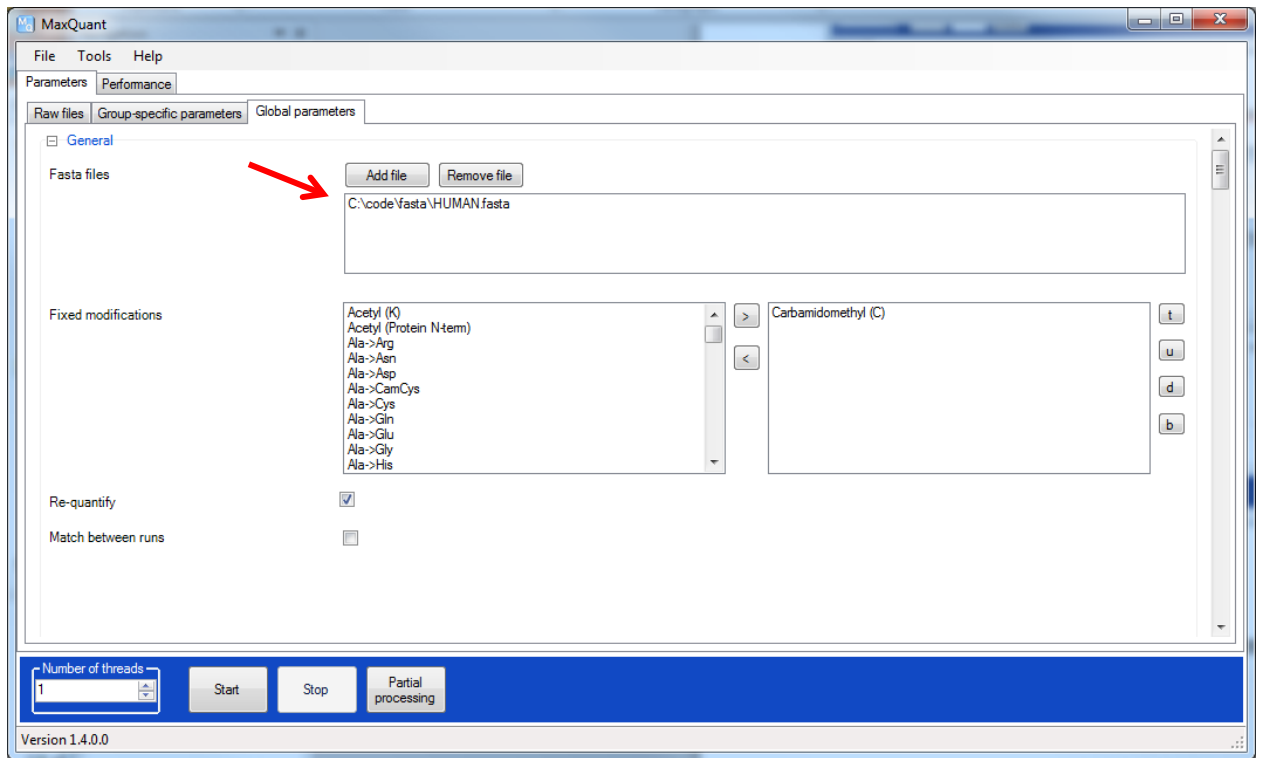 MaxQuant
File Tools Help
Parameters Performance
Raw files Group-specific parameters Global parameters
General
Fasta files Add file Remove file
C:\code\fasta\HUMAN.fasta
Fixed modifications
Acetyl (K)
Acetyl (Protein N-term)
Ala->Arg
Ala->Asn
Ala->Asp
Ala->CamCys
Ala->Cys
Ala->Gln
Ala->Glu
Ala->Gly
Ala->His
>
<
Carbamidomethyl (C)
t
u
d
b
Re-quantify
Match between runs
Number of threads
1
Start
Stop
Partial
processing
Version 1.4.0.0